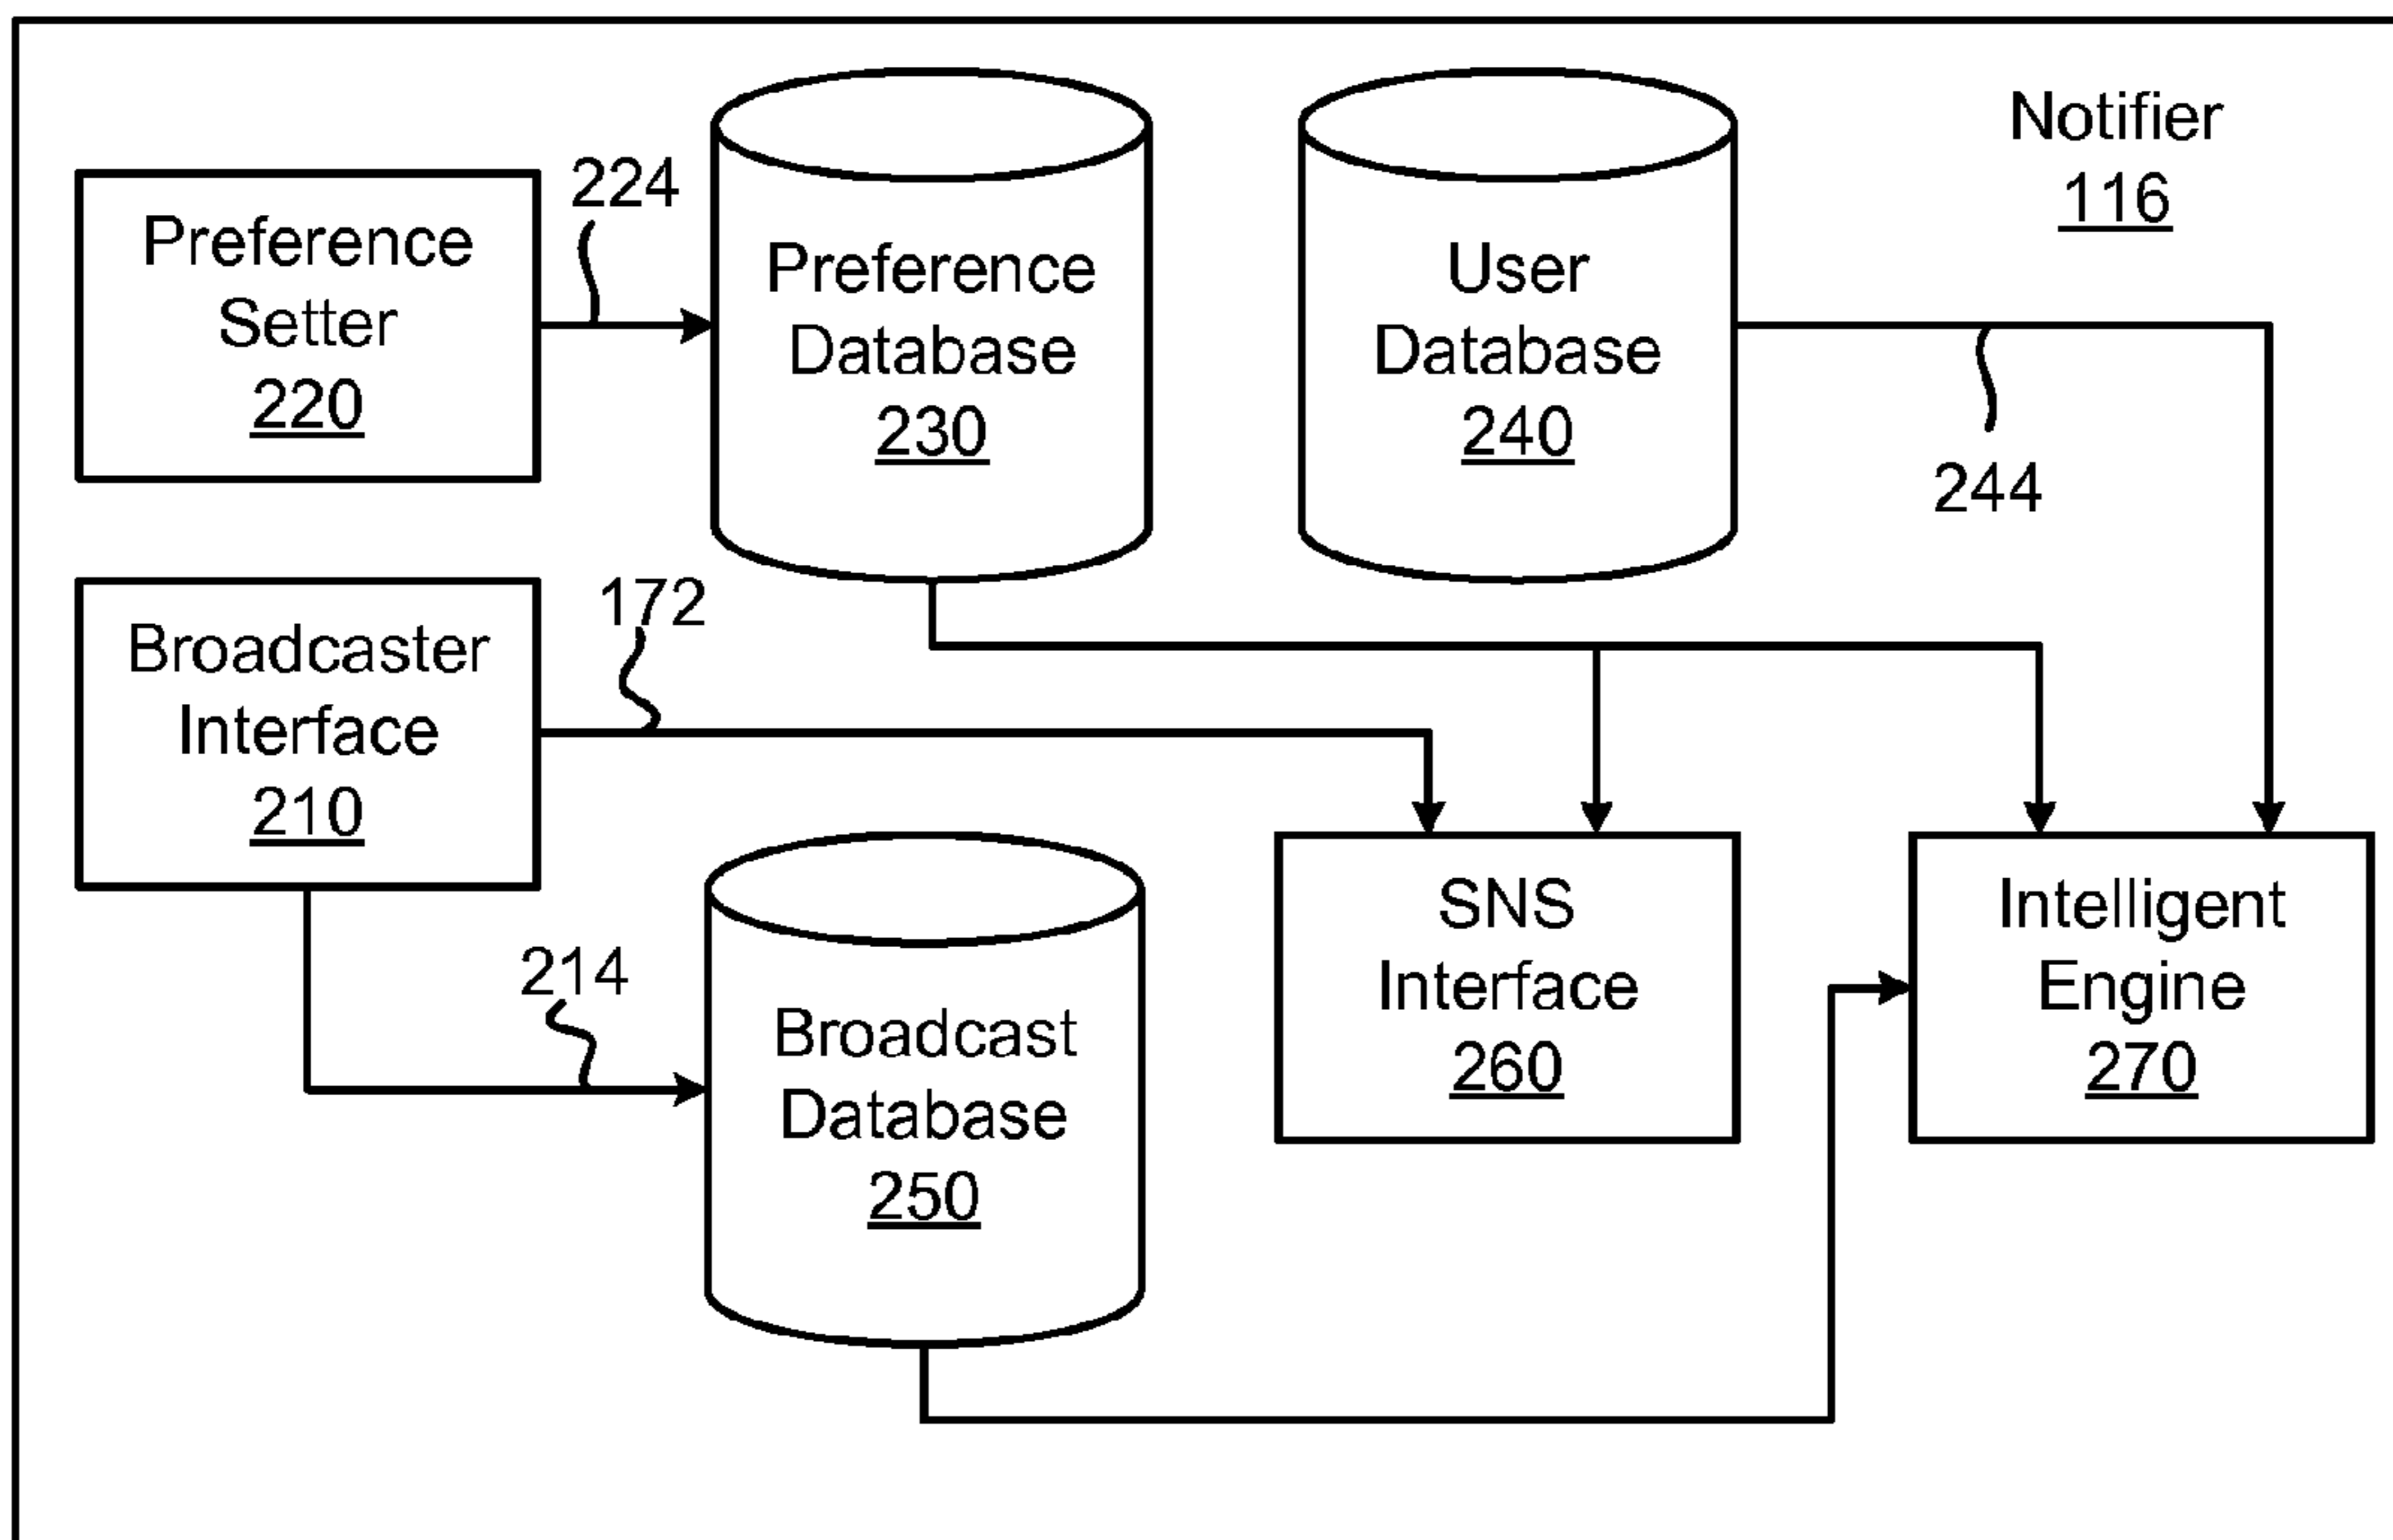 Notifier
116
Preference
Setter
220
224
Preference
Database
230
User
Database
240
244
Broadcaster
Interface
210
172
214
Broadcast
Database
250
SNS
Interface
260
Intelligent
Engine
270